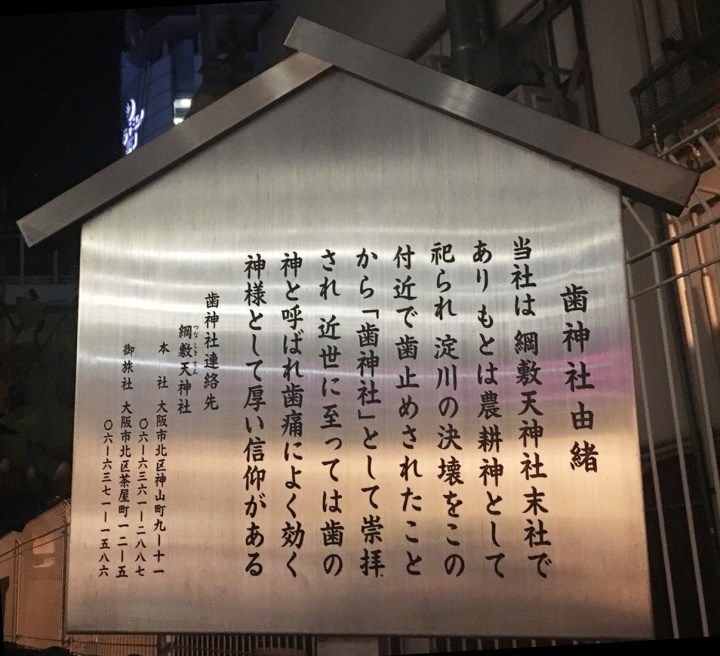 歯神社由緒
当社は 綱敷天神社末社で
あり もとは農耕神として
祀られ 淀川の決壊をこの
付近で歯止めされたこと
から「歯神社」として崇拝
され 近世に至っては歯の
神と呼ばれ歯痛によく効く
神様として厚い信仰がある
歯神社連絡先
綱敷天神社
つなしきてん
本 社 大阪市北区神山町九ー十一
〇六ー六三六一ー二八八七
御旅社 大阪市北区茶屋町一二ー五
〇六ー六三七一ー一五八六